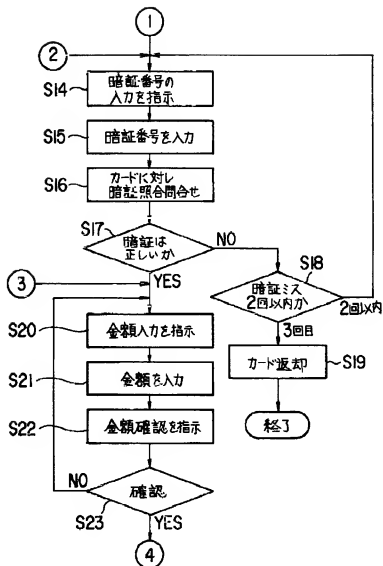 1
2
S14
暗証番号の
入力を指示
S15
暗証番号を入力
S16
カードに対し
暗証照合問合せ
S17
暗証は
正しいか
NO
YES
S18
暗証ミス
2回以内か
2回以内
3回目
3
S20
金額入力を指示
カード返却
S19
S21
金額を入力
終了
S22
金額確認を指示
NO
確認
S23
YES
4